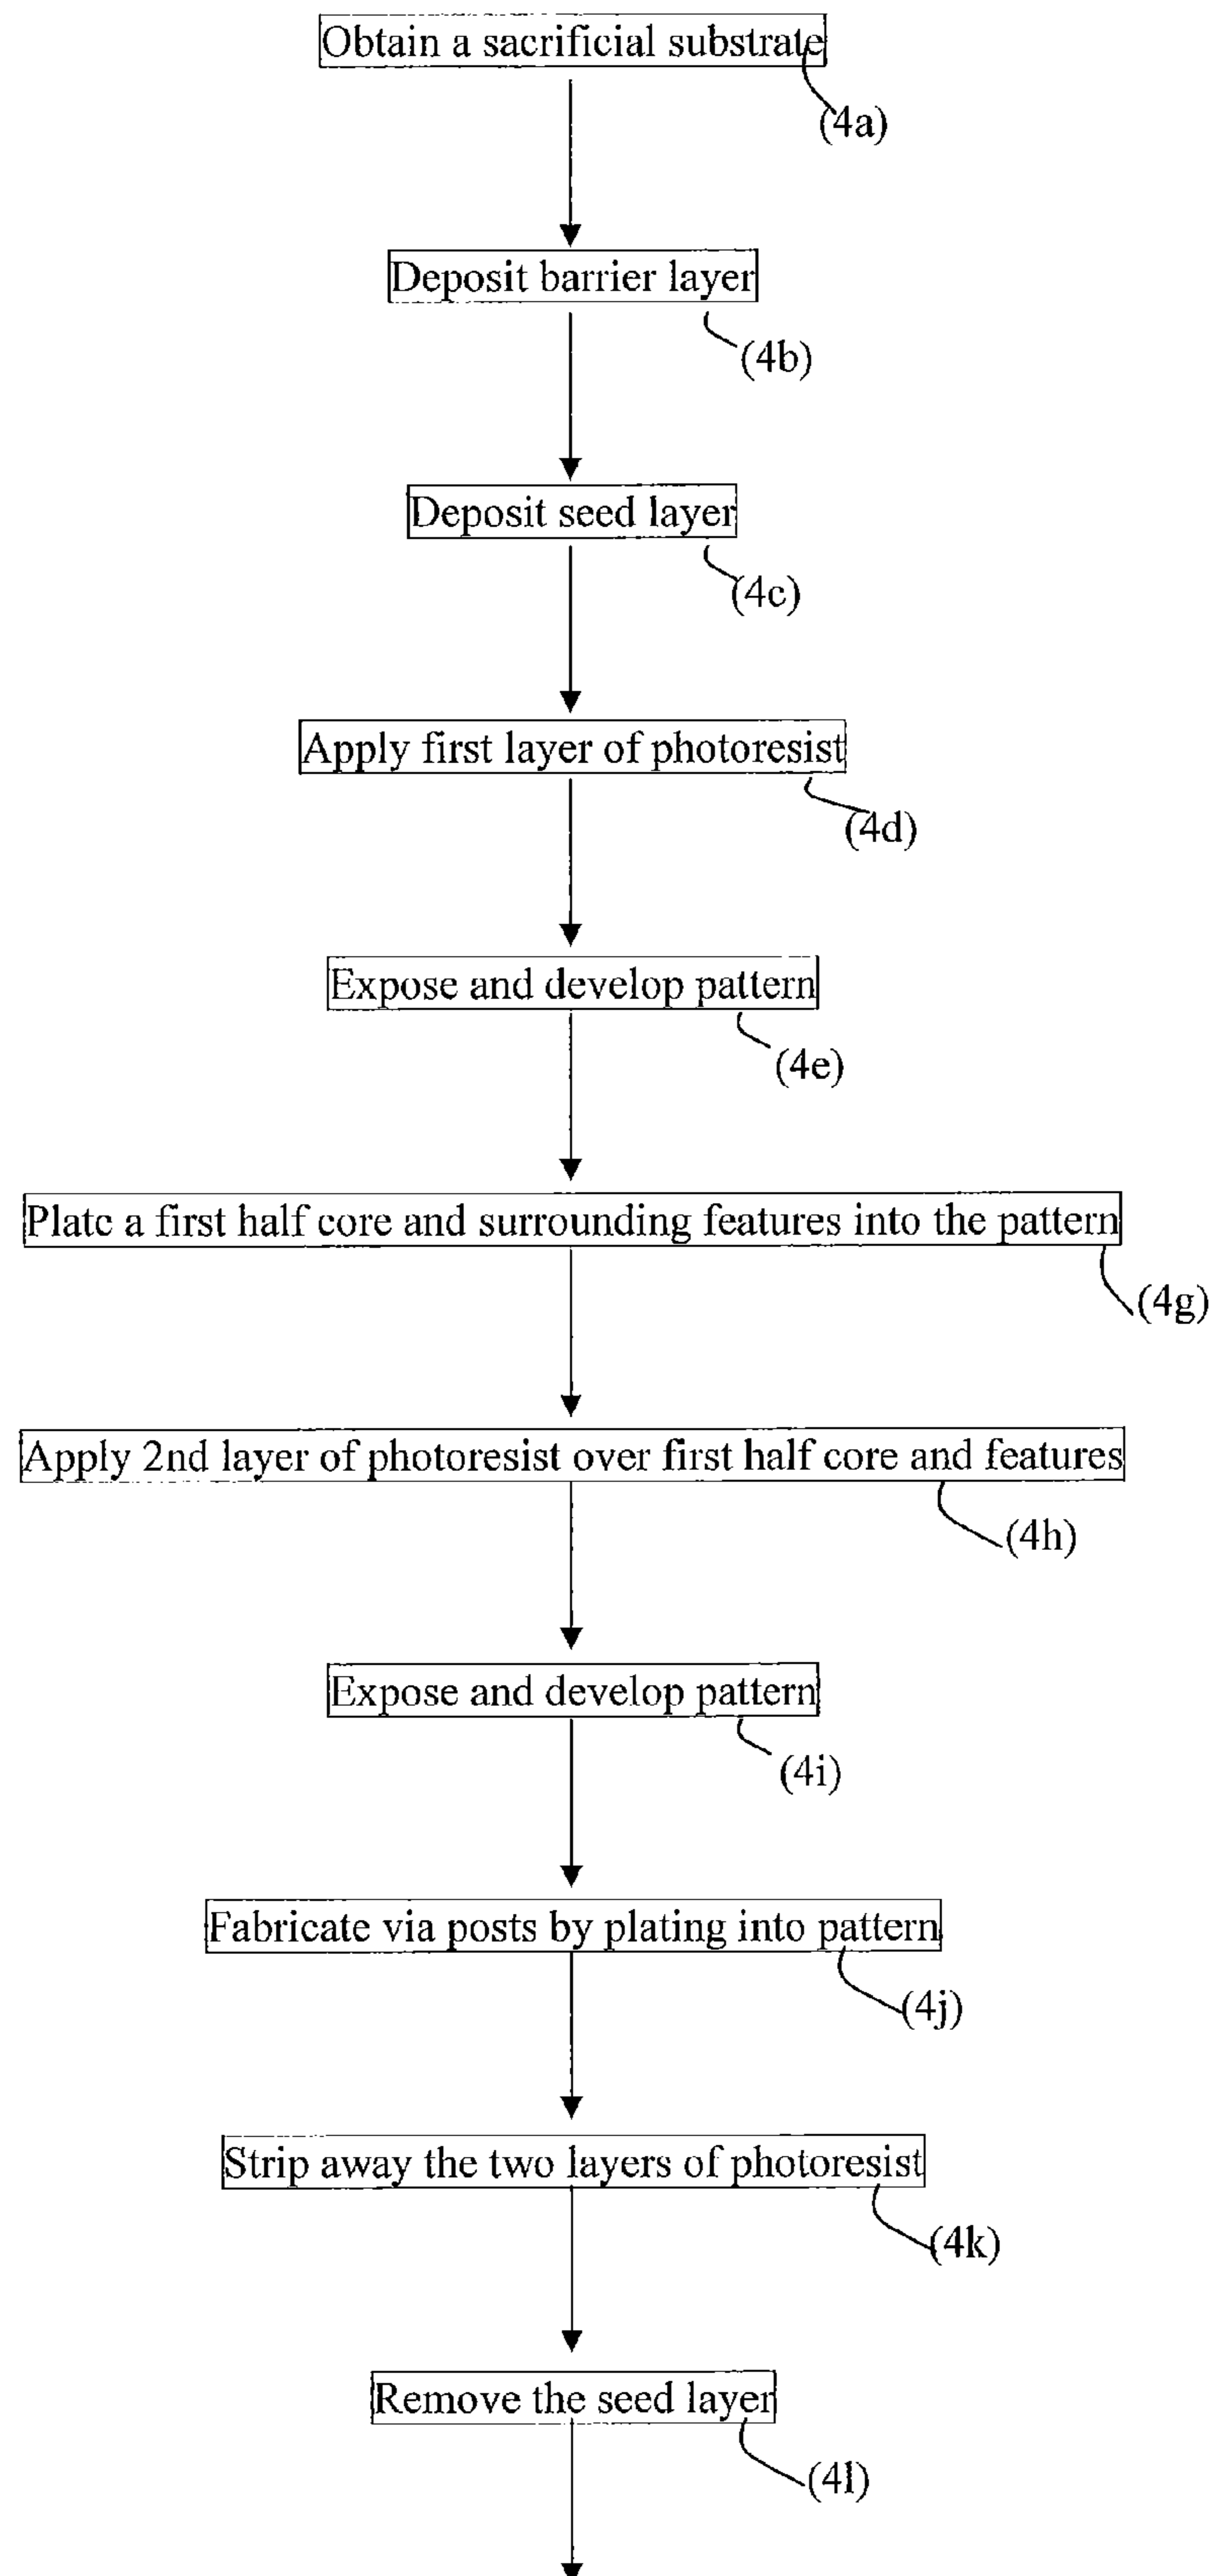 Obtain a sacrificial substrate
(4a)
Deposit barrier layer
(4b)
Deposit seed layer
(4c)
Apply first layer of photoresist
(4d)
Expose and develop pattern
(4e)
Plate a first half core and surrounding features into the pattern
(4g)
Apply 2nd layer of photoresist over first half core and features
(4h)
Expose and develop pattern
(4i)
Fabricate via posts by plating into pattern
(4j)
Strip away the two layers of photoresist
(4k)
Remove the seed layer
(4l)